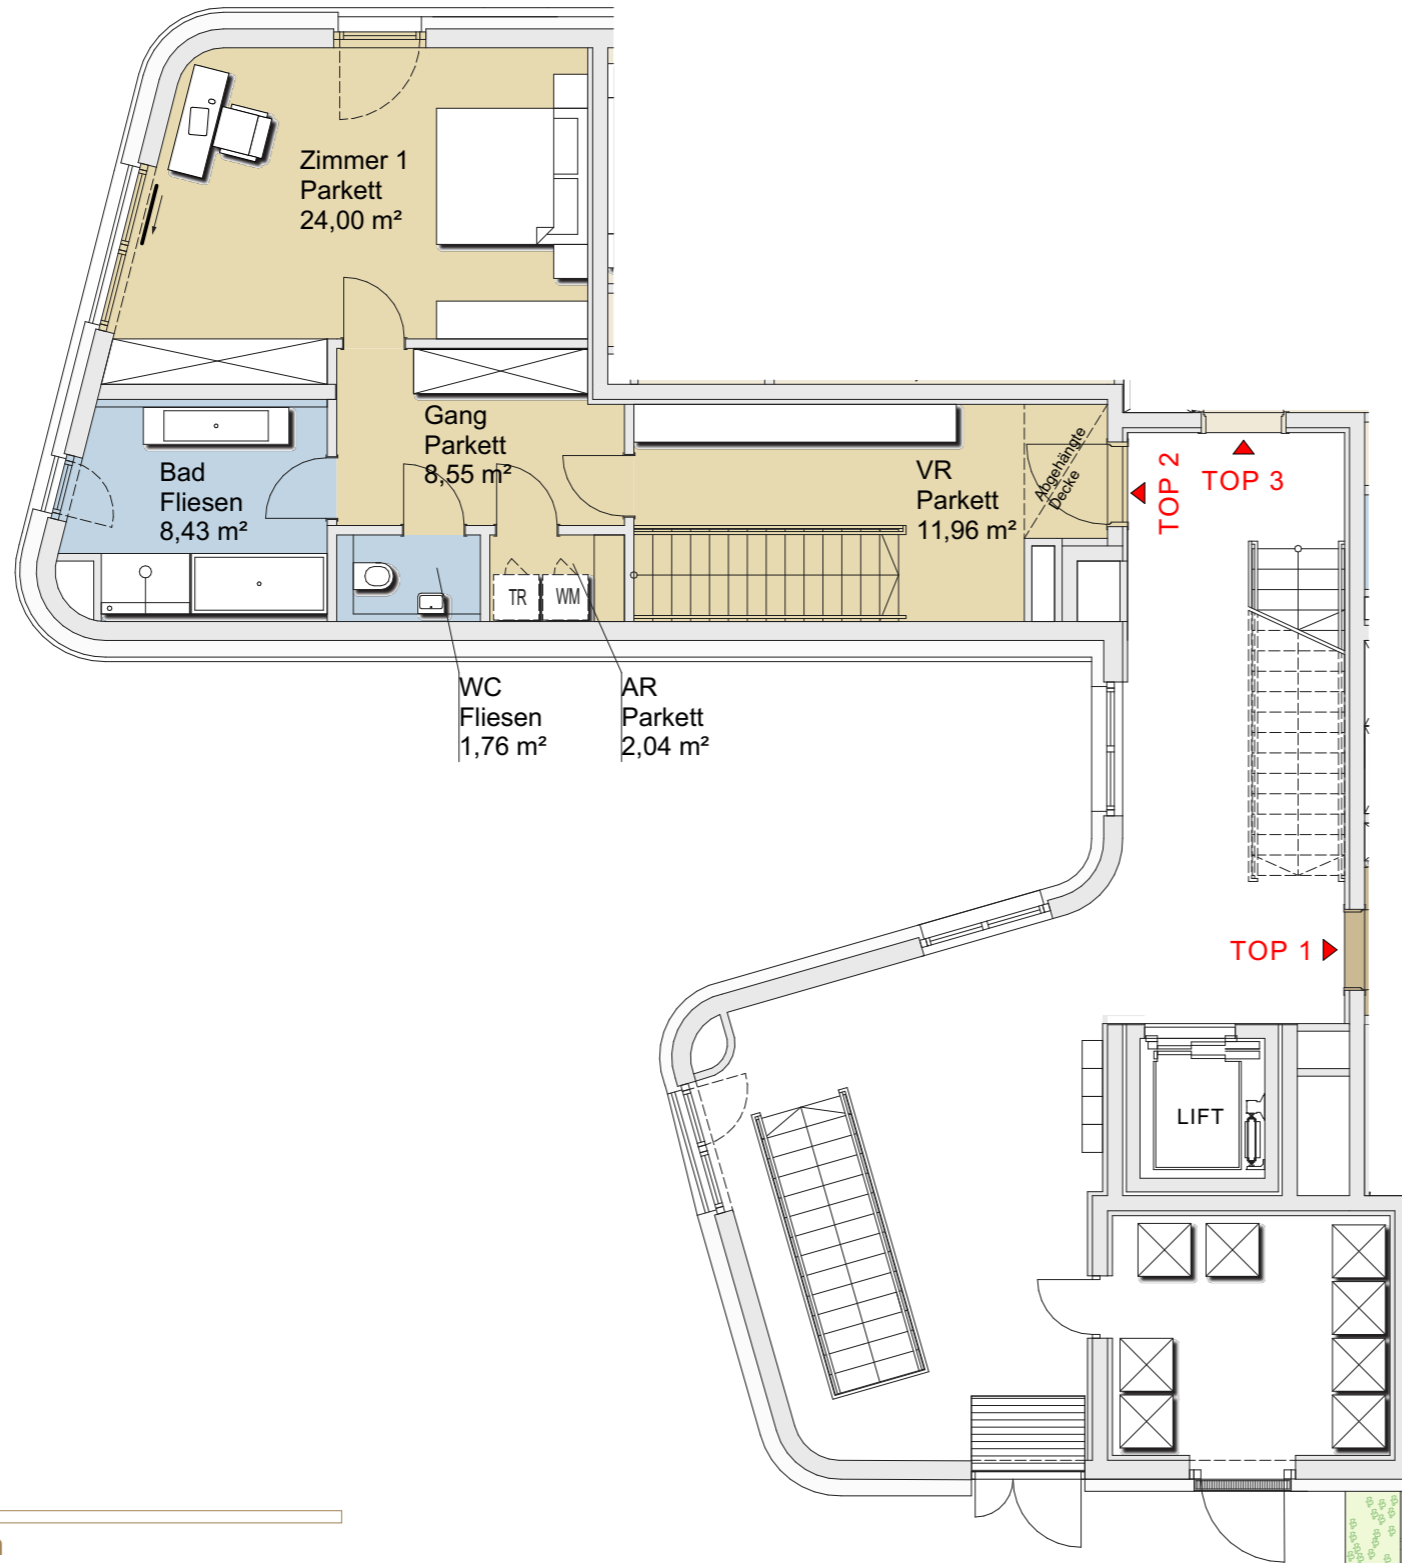 Zimmer 1
Parkett
24,00 m²
Gang
Parkett
8,55 m²
Bad
Fliesen
8,43 m²
VR
Parkett
11,96 m²
Abgehängte
Decke
TOP 2
TOP 3
TR
WM
WC
Fliesen
1,76 m²
AR
Parkett
2,04 m²
TOP 1
LIFT